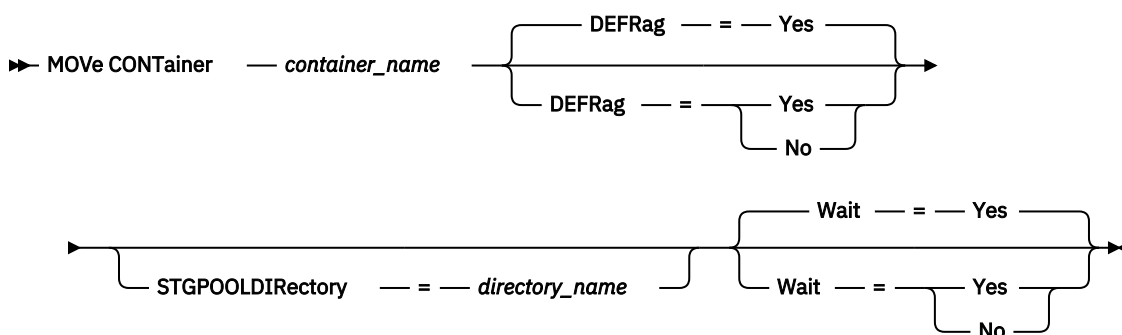 DEFRag = Yes
MOVe CONTainer container_name
DEFRag = Yes
No
Wait = Yes
STGPOOLDIRectory = directory_name
Wait = Yes
No